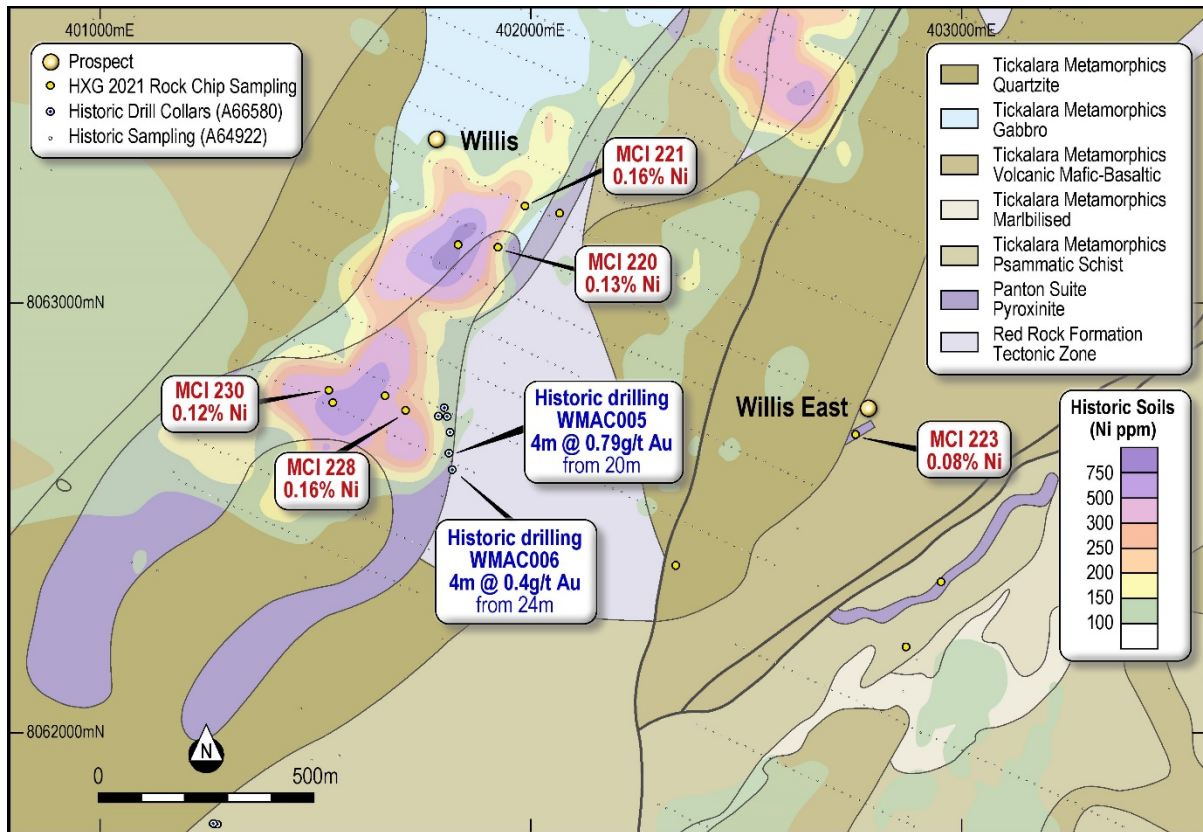 401000mE
402000mE
403000mE
Prospect
HXG 2021 Rock Chip Sampling
Historic Drill Collars (A66580)
Historic Sampling (A64922)
Tickalara Metamorphics
Quartzite
Tickalara Metamorphics
Gabbro
Tickalara Metamorphics
Volcanic Mafic-Basaltic
Tickalara Metamorphics
Marlbilised
Tickalara Metamorphics
Psammatic Schist
Panton Suite
Pyroxinite
Red Rock Formation
Tectonic Zone
Willis
MCI 221
0.16% Ni
MCI 220
0.13% Ni
8063000mN
MCI 230
0.12% Ni
MCI 228
0.16% Ni
Historic drilling
WMAC005
4m @ 0.79g/t Au
from 20m
Historic drilling
WMAC006
4m @ 0.4g/t Au
from 24m
Willis East
MCI 223
0.08% Ni
Historic Soils
(Ni ppm)
750
500
300
250
200
150
100
8062000mN
N
0
500m